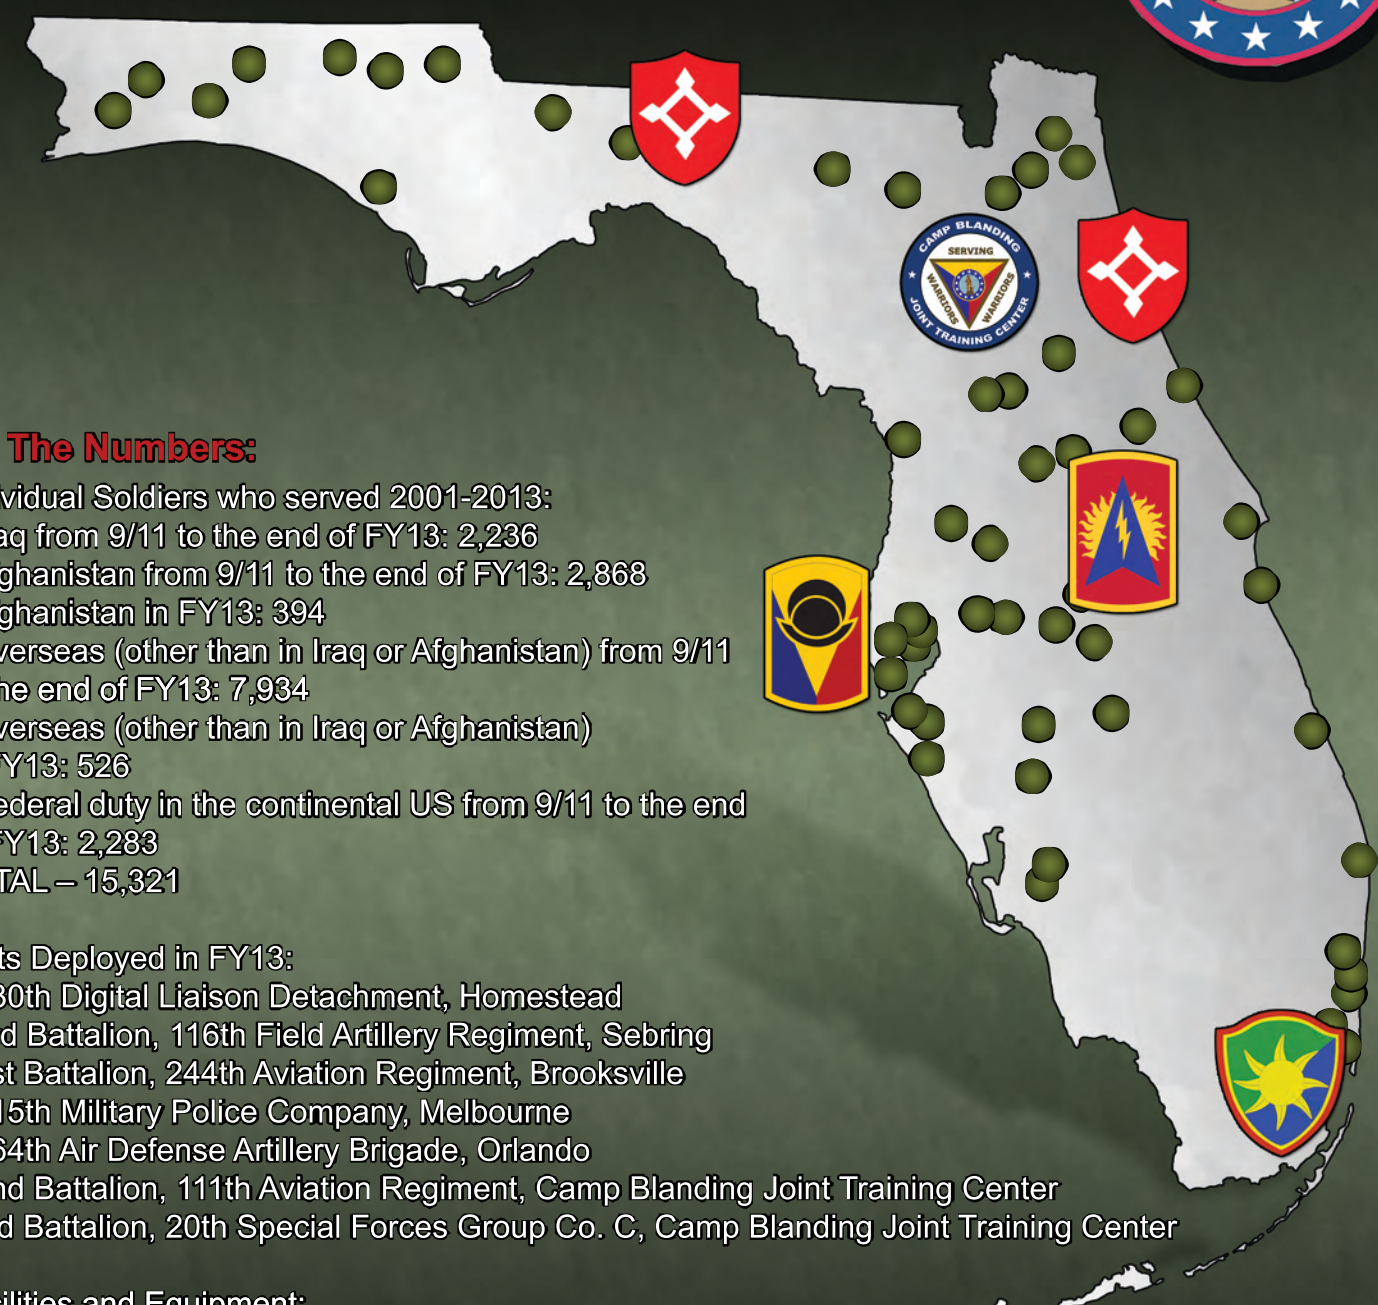 CAMP BLANDING
SERVING
WARRIORS
WARRIORS
JOINT TRAINING CENTER
The Numbers:
vidual Soldiers who served 2001-2013:
aq from 9/11 to the end of FY13: 2,236
ghanistan from 9/11 to the end of FY13: 2,868
ghanistan in FY13: 394
verseas (other than in Iraq or Afghanistan) from 9/11
he end of FY13: 7,934
verseas (other than in Iraq or Afghanistan)
FY13: 526
ederal duty in the continental US from 9/11 to the end
FY13: 2,283
TAL – 15,321
ts Deployed in FY13:
30th Digital Liaison Detachment, Homestead
rd Battalion, 116th Field Artillery Regiment, Sebring
st Battalion, 244th Aviation Regiment, Brooksville
15th Military Police Company, Melbourne
64th Air Defense Artillery Brigade, Orlando
nd Battalion, 111th Aviation Regiment, Camp Blanding Joint Training Center
d Battalion, 20th Special Forces Group Co. C, Camp Blanding Joint Training Center
cilities and Equipment: